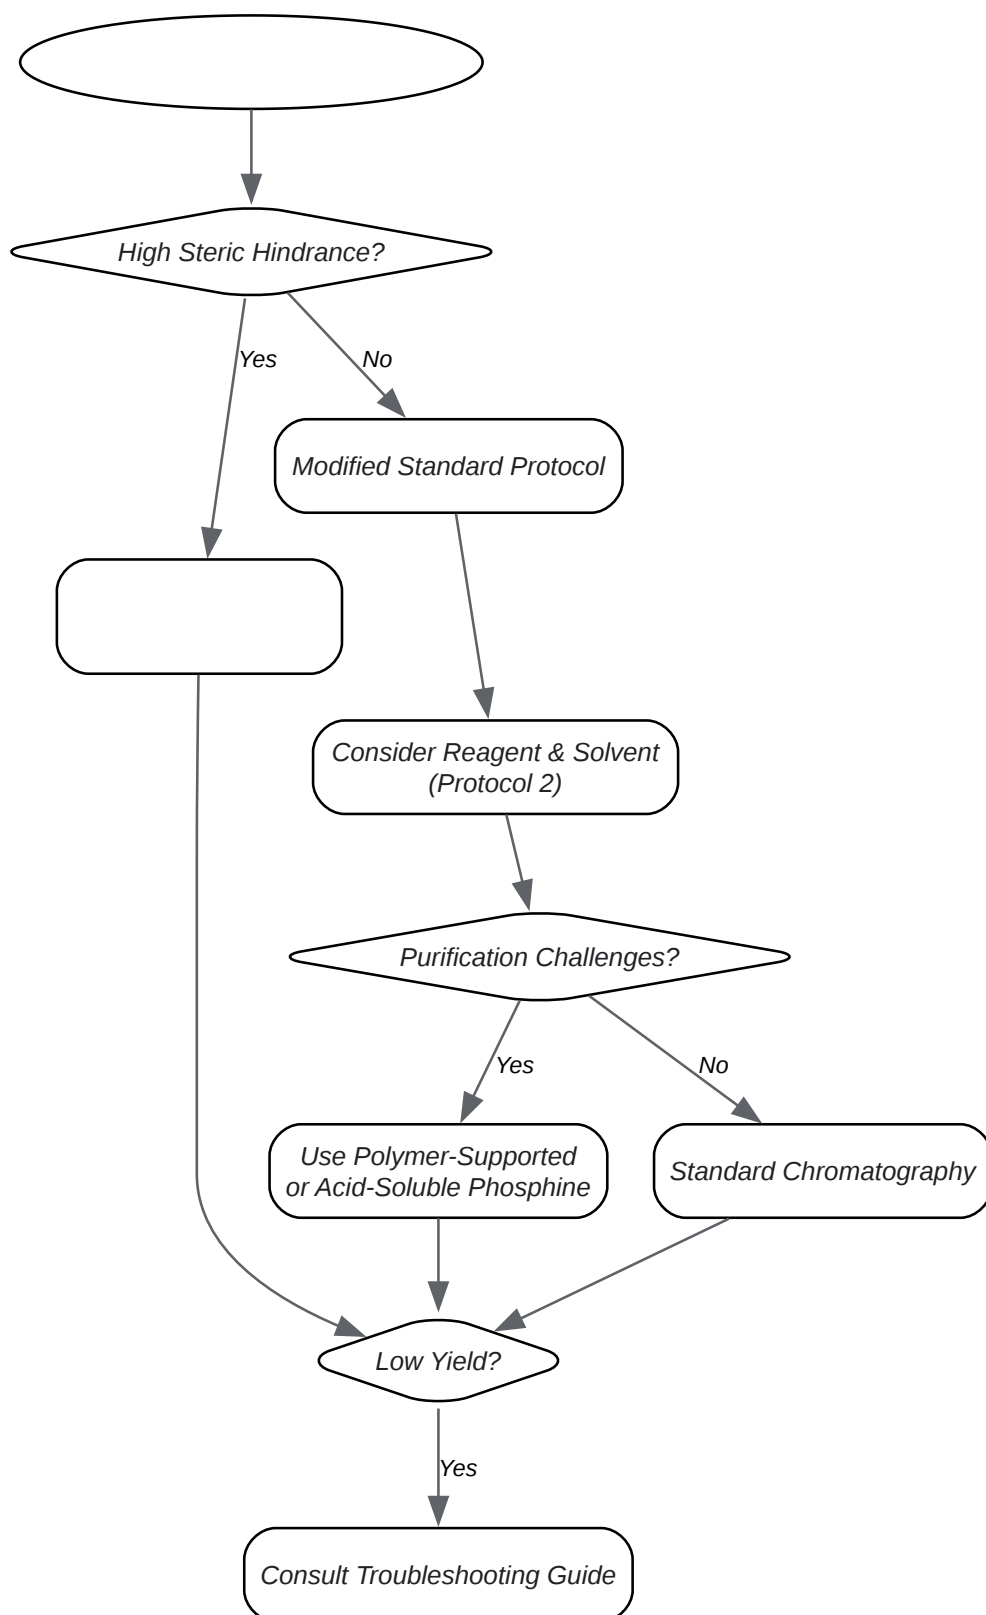 High Steric Hindrance?
Yes
No
Modified Standard Protocol
Consider Reagent & Solvent
(Protocol 2)
Purification Challenges?
Yes
No
Use Polymer-Supported
or Acid-Soluble Phosphine
Standard Chromatography
Low Yield?
Yes
Consult Troubleshooting Guide